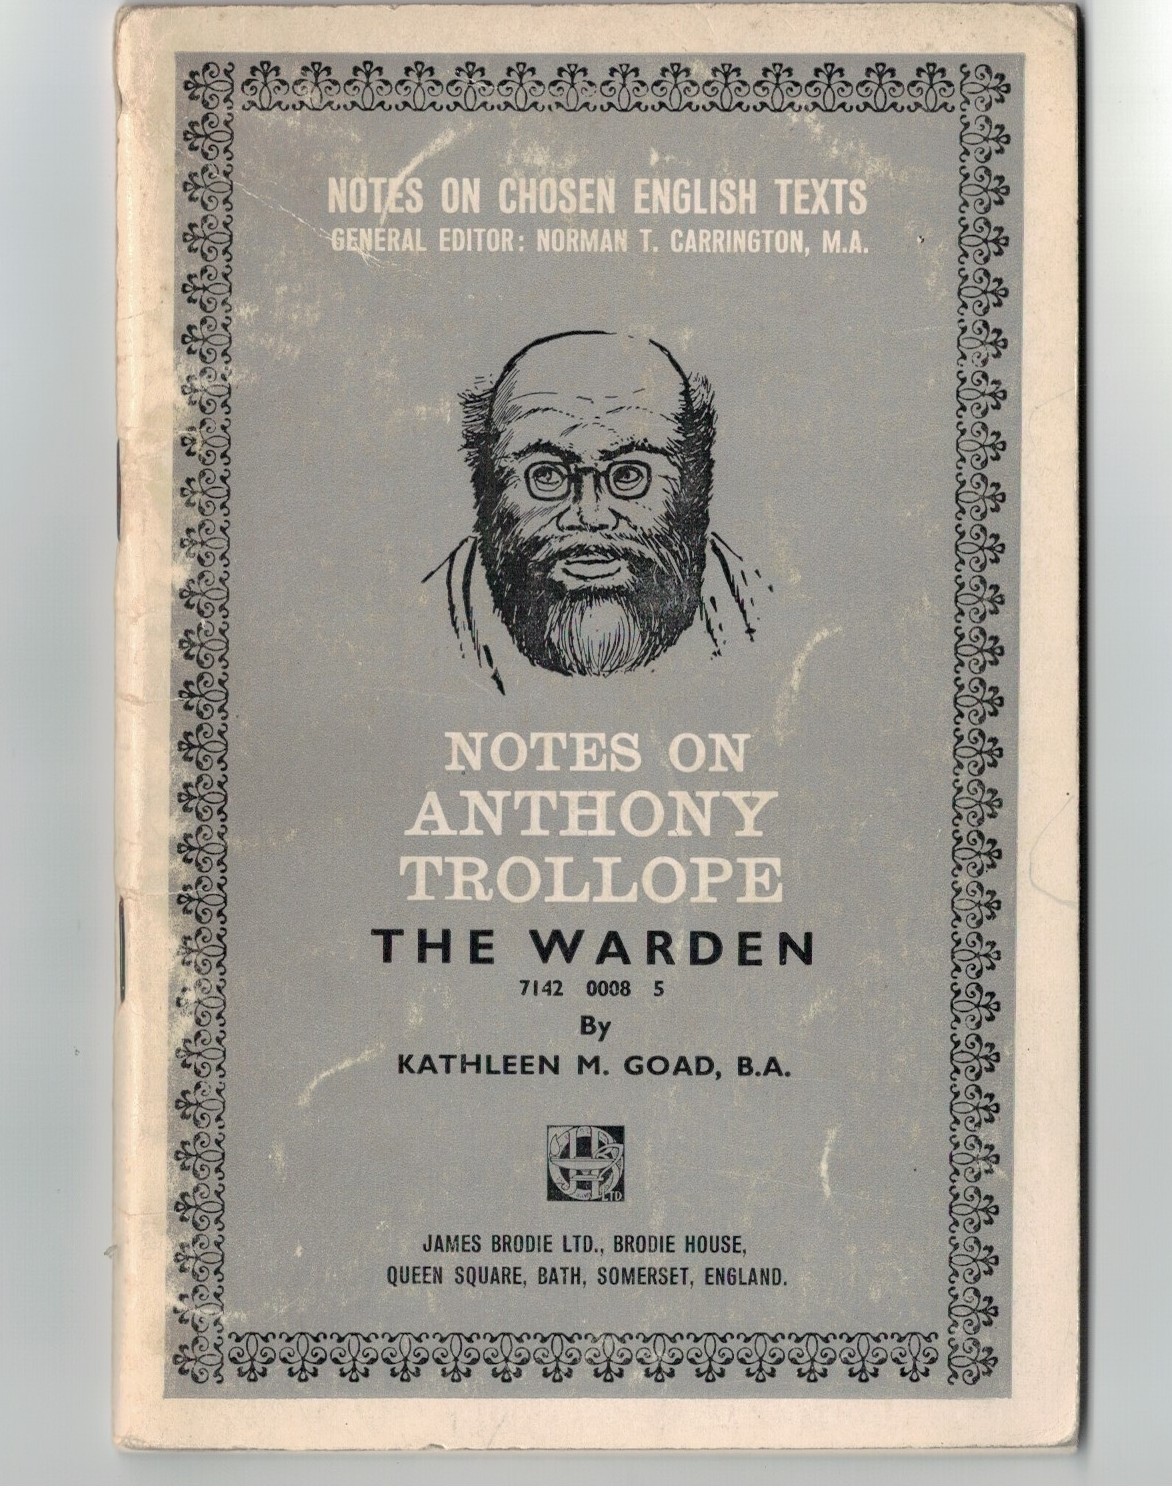 NOTES ON CHOSEN ENGLISH TEXTS
GENERAL EDITOR: NORMAN T. CARRINGTON, M.A.
NOTES ON
ANTHONY
TROLLOPE
THE WARDEN
7142 0008 5
By
KATHLEEN M. GOAD, B.A.
LTD
JAMES BRODIE LTD., BRODIE HOUSE,
QUEEN SQUARE, BATH, SOMERSET, ENGLAND.